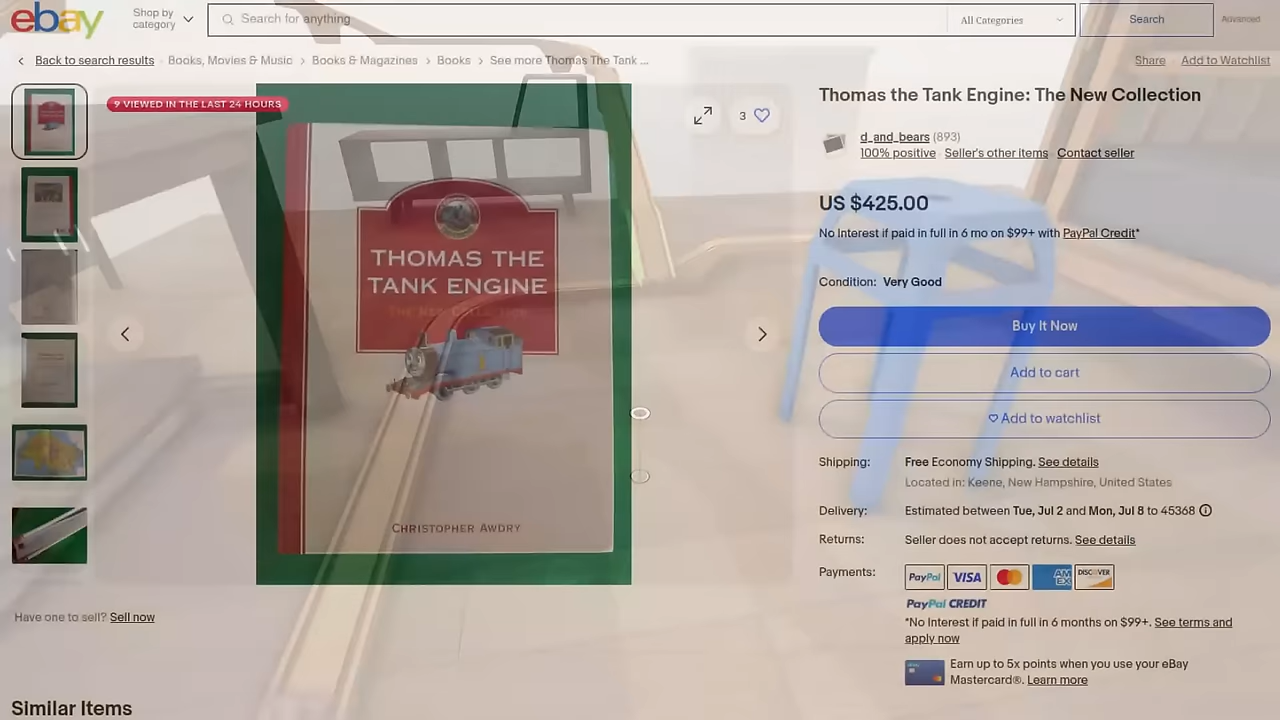 ebay
Shop by category
Search for anything
All Categories
Search
Advanced
Back to search results
Books, Movies & Music
Books & Magazines
Books
See more Thomas The Tank ...
Share
Add to Watchlist
9 VIEWED IN THE LAST 24 HOURS
3
THOMAS THE
TANK ENGINE
THE NEW COLLECTION
CHRISTOPHER AWDRY
Thomas the Tank Engine: The New Collection
d_and_bears (893)
100% positive
Seller's other items
Contact seller
US $425.00
No Interest if paid in full in 6 mo on $99+ with PayPal Credit*
Condition: Very Good
Buy It Now
Add to cart
Add to watchlist
Shipping: Free Economy Shipping. See details
Located in: Keene, New Hampshire, United States
Delivery: Estimated between Tue, Jul 2 and Mon, Jul 8 to 45368
Returns: Seller does not accept returns. See details
Payments:
PayPal VISA AM EX DISCOVER
PayPal CREDIT
*No Interest if paid in full in 6 months on $99+. See terms and
apply now
Earn up to 5x points when you use your eBay
Mastercard®. Learn more
Have one to sell? Sell now
Similar Items